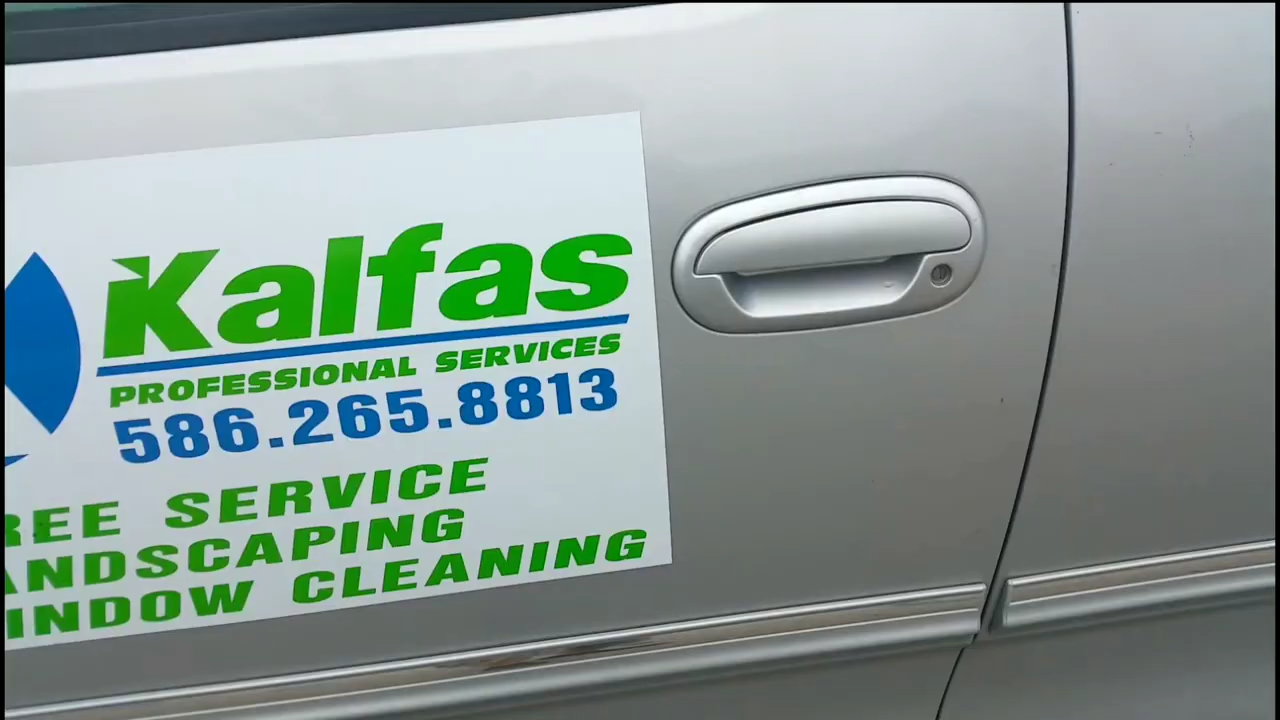 Kalfas
PROFESSIONAL SERVICES
586.265.8813
REE SERVICE
ANDSCAPING
INDOW CLEANING